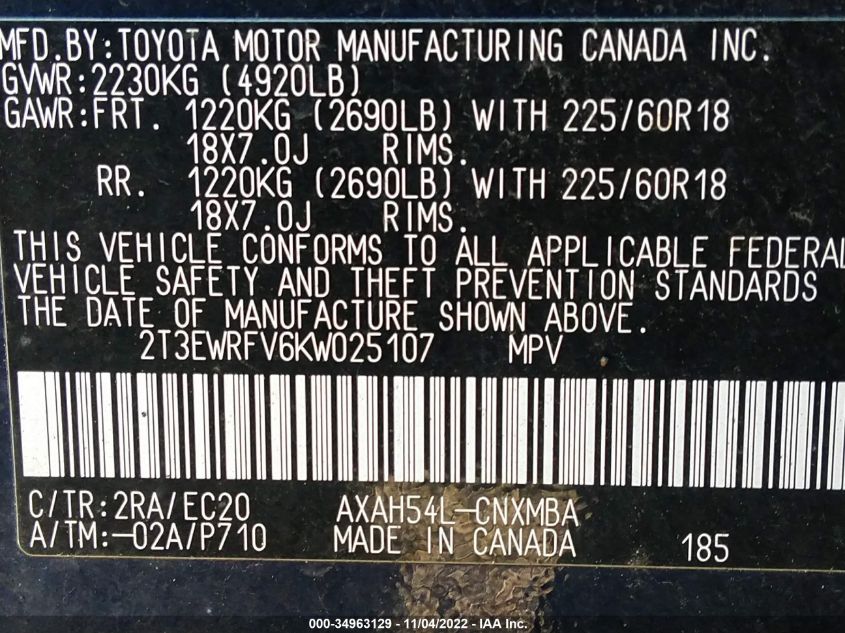 MFD.BY:TOYOTA MOTOR MANUFACTURING CANADA INC.
GVWR:2230KG (4920LB)
GAWR:FRT. 1220KG (2690LB) WITH 225/60R18
18X7.0J RIMS.
RR. 1220KG (2690LB) WITH 225/60R18
18X7.0J RIMS.
THIS VEHICLE CONFORMS TO ALL APPLICABLE FEDERAL
VEHICLE SAFETY AND THEFT PREVENTION STANDARDS
THE DATE OF MANUFACTURE SHOWN ABOVE.
2T3EWRFV6KW025107 MPV
C/TR:2RA/EC20 AXAH54L-CNXMBA
A/TM:-02A/P710 MADE IN CANADA 185
000-34963129 - 11/04/2022 - IAA Inc.